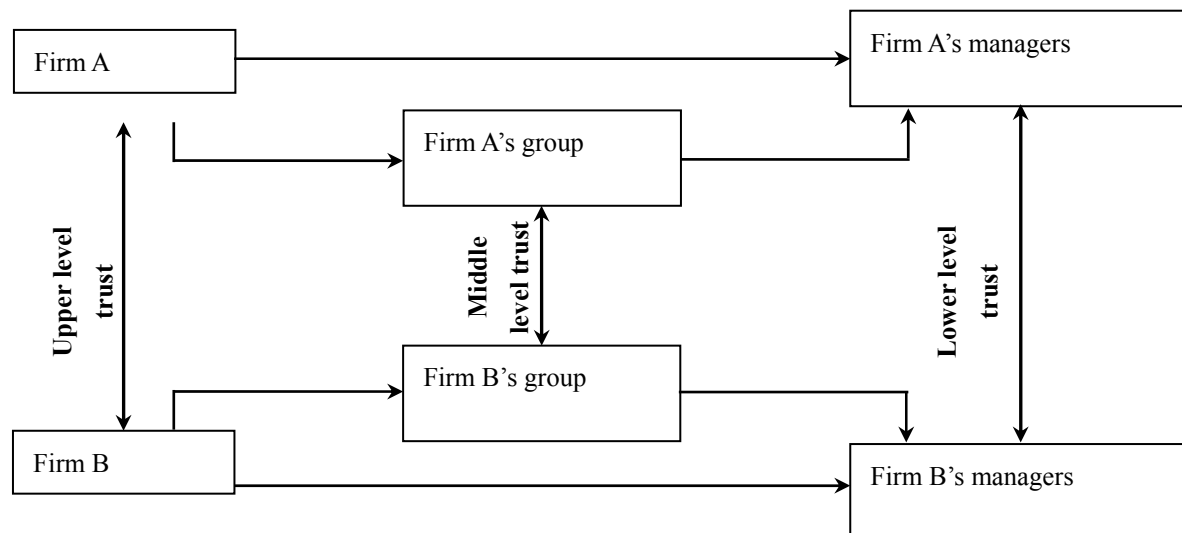 Firm A
Firm A’s managers
Firm A’s group
Upper level
trust
Middle
level trust
Lower level
trust
Firm B’s group
Firm B
Firm B’s managers